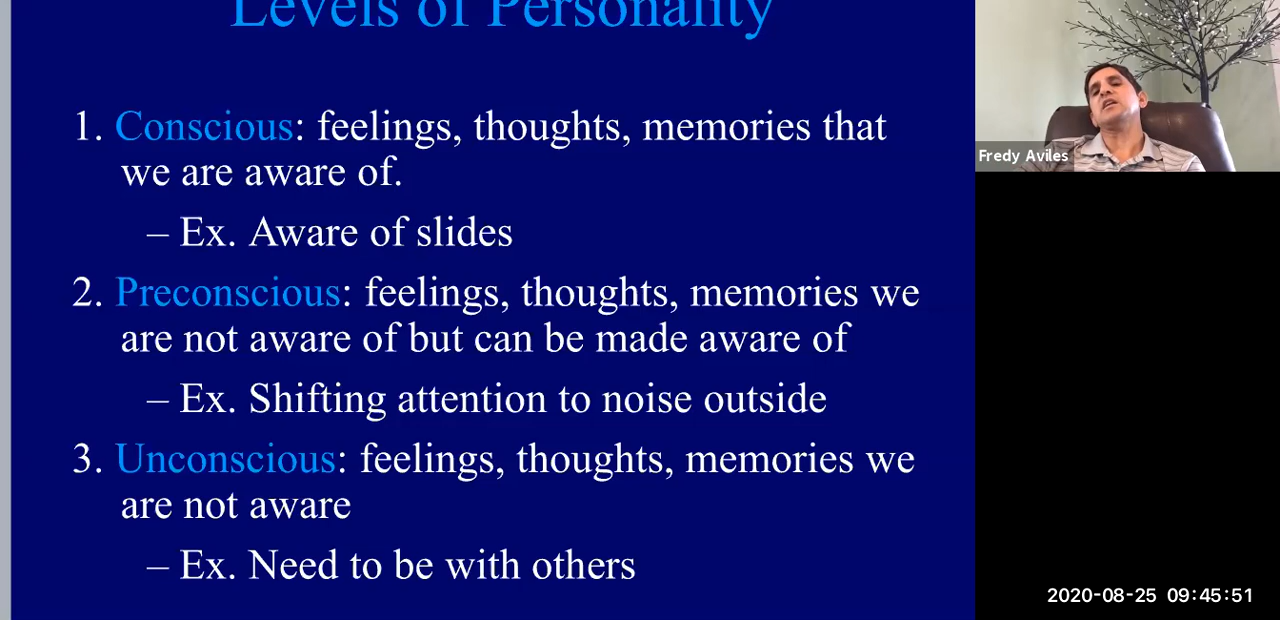 Levels of Personality
1. Conscious: feelings, thoughts, memories that
we are aware of.
– Ex. Aware of slides
2. Preconscious: feelings, thoughts, memories we
are not aware of but can be made aware of
– Ex. Shifting attention to noise outside
3. Unconscious: feelings, thoughts, memories we
are not aware
– Ex. Need to be with others
Fredy Aviles
2020-08-25 09:45:51